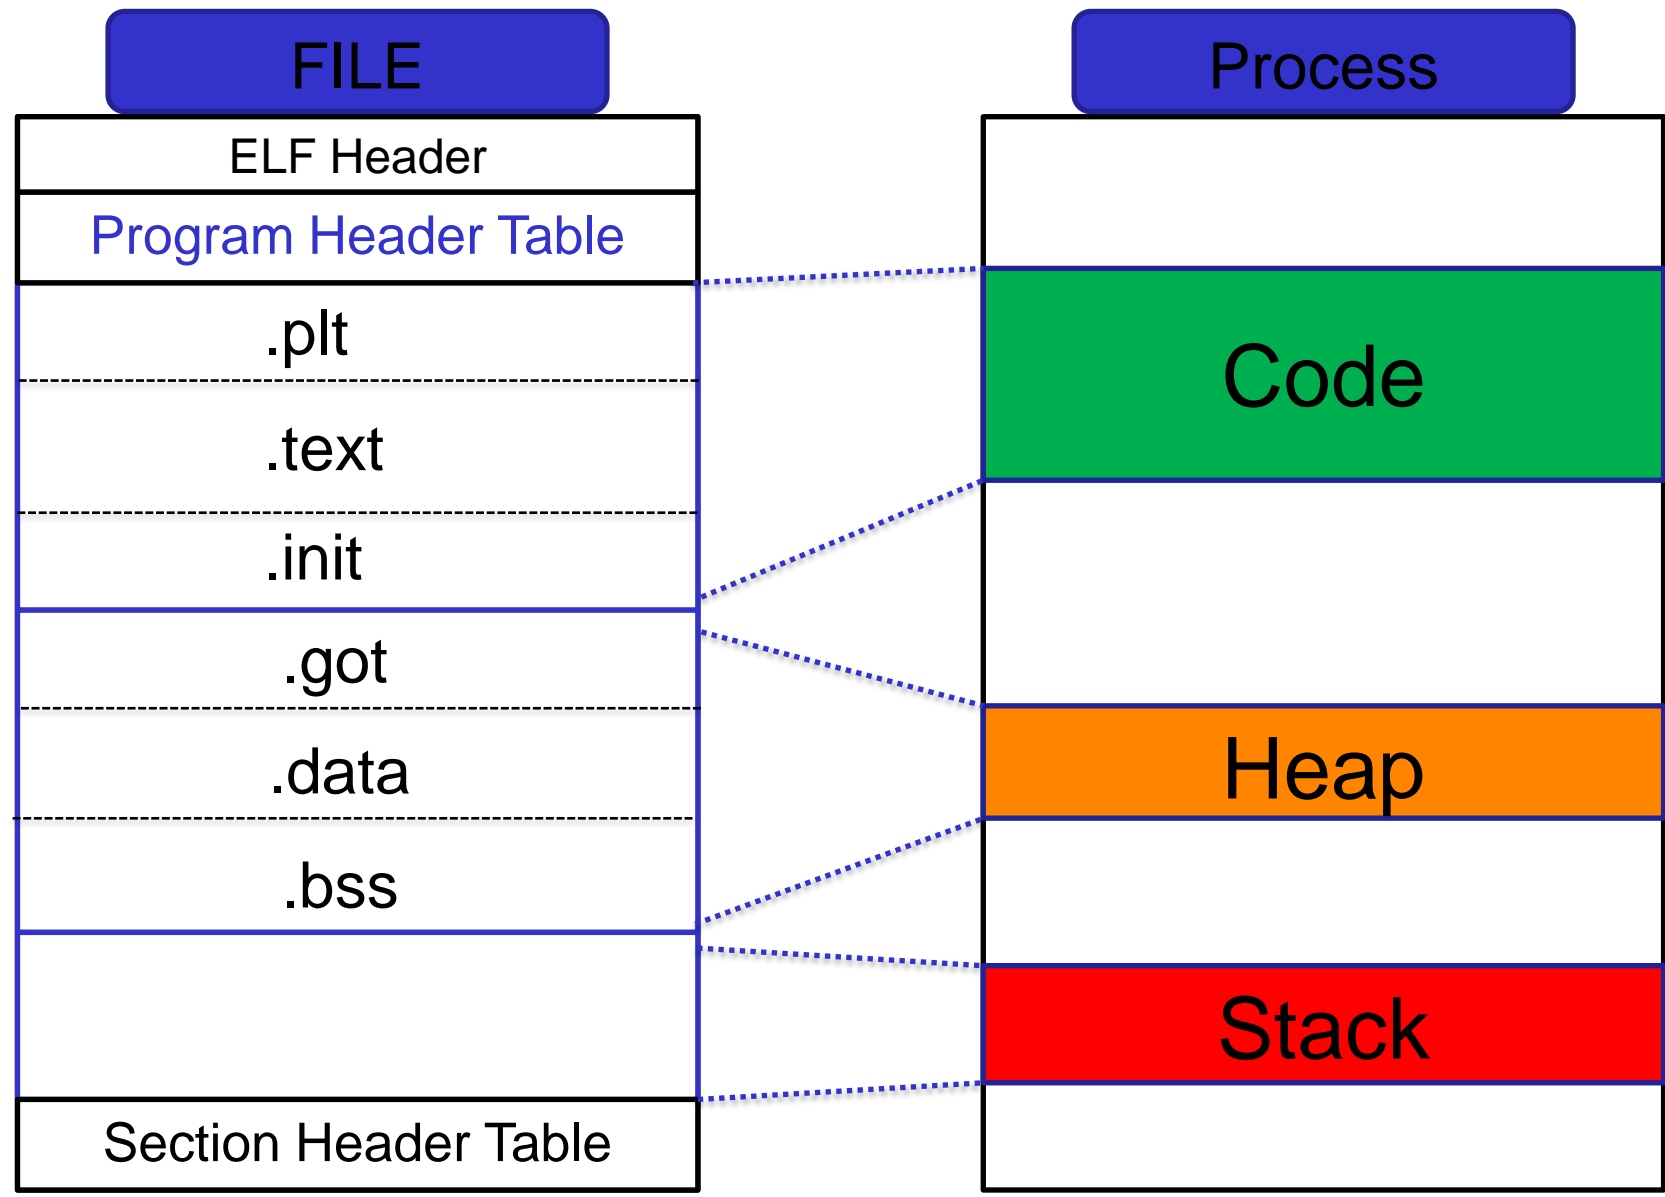 FILE
ELF Header
Program Header Table
.plt
.text
.init
.got
.data
.bss
Section Header Table
Process
Code
Heap
Stack